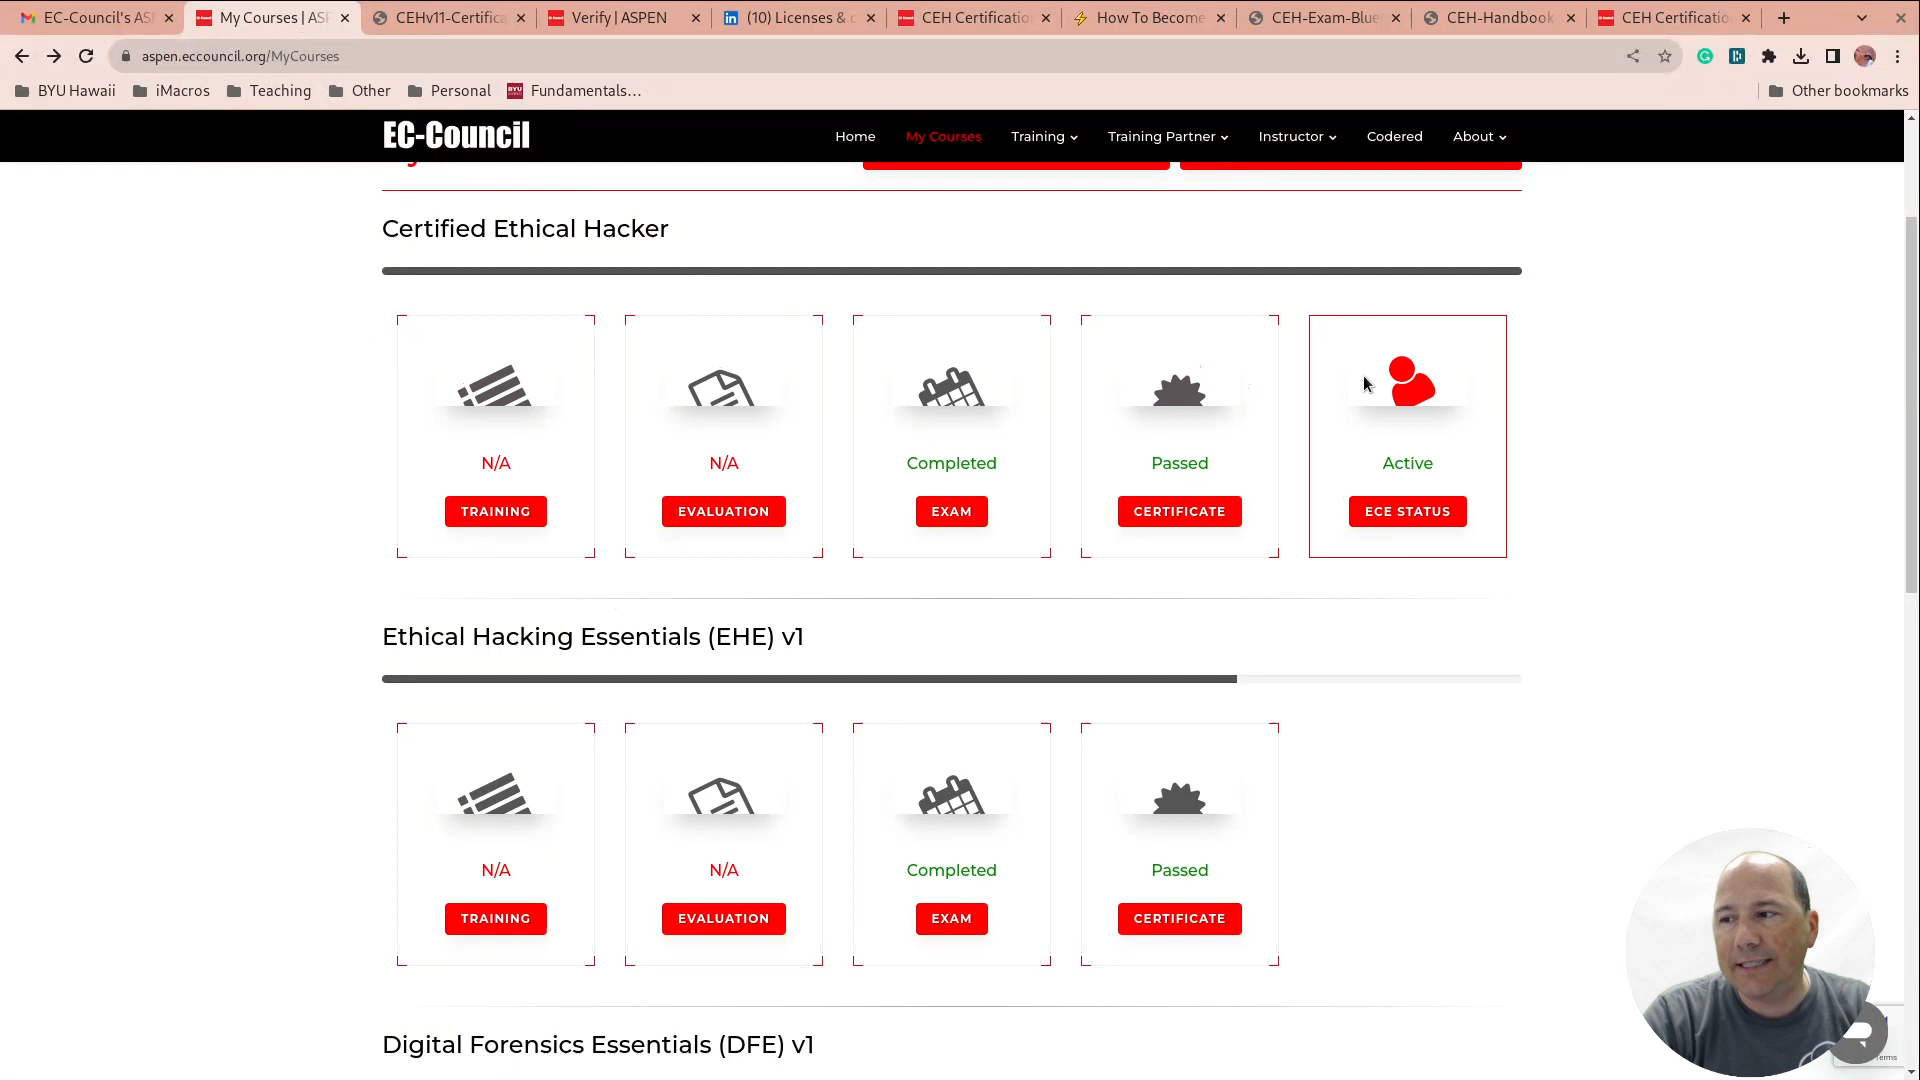 EC-Council's ASP
My Courses | ASP
CEHv11-Certifica
Verify | ASPEN
(10) Licenses & c
CEH Certificatio
How To Become
CEH-Exam-Blue
CEH-Handbook
CEH Certificatio
aspen.eccouncil.org/MyCourses
BYU Hawaii
iMacros
Teaching
Other
Personal
Fundamentals...
Other bookmarks
EC-Council
Home
My Courses
Training
Training Partner
Instructor
Codered
About
Certified Ethical Hacker
N/A
N/A
Completed
Passed
Active
TRAINING
EVALUATION
EXAM
CERTIFICATE
ECE STATUS
Ethical Hacking Essentials (EHE) v1
N/A
N/A
Completed
Passed
TRAINING
EVALUATION
EXAM
CERTIFICATE
Digital Forensics Essentials (DFE) v1
Terms